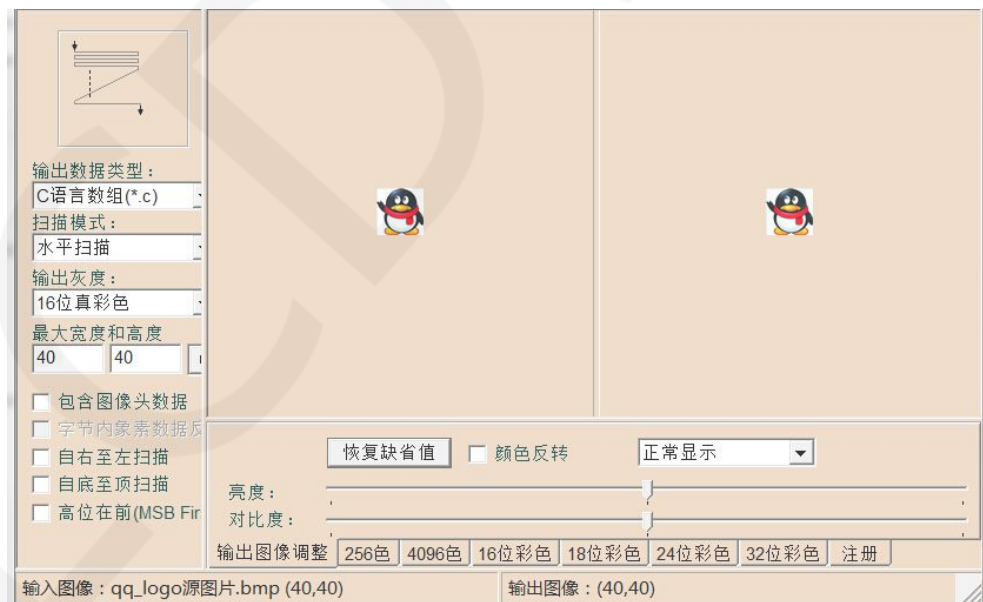 输出数据类型：
C语言数组(*.c)
扫描模式：
水平扫描
输出灰度：
16位真彩色
最大宽度和高度
40 40
包含图像头数据
字节内象素数据反
自右至左扫描
自底至顶扫描
高位在前(MSB Fir
恢复缺省值 颜色反转 正常显示
亮度：
对比度：
输出图像调整 256色 4096色 16位彩色 18位彩色 24位彩色 32位彩色 注册
输入图像：qq_logo源图片.bmp (40,40) 输出图像：(40,40)